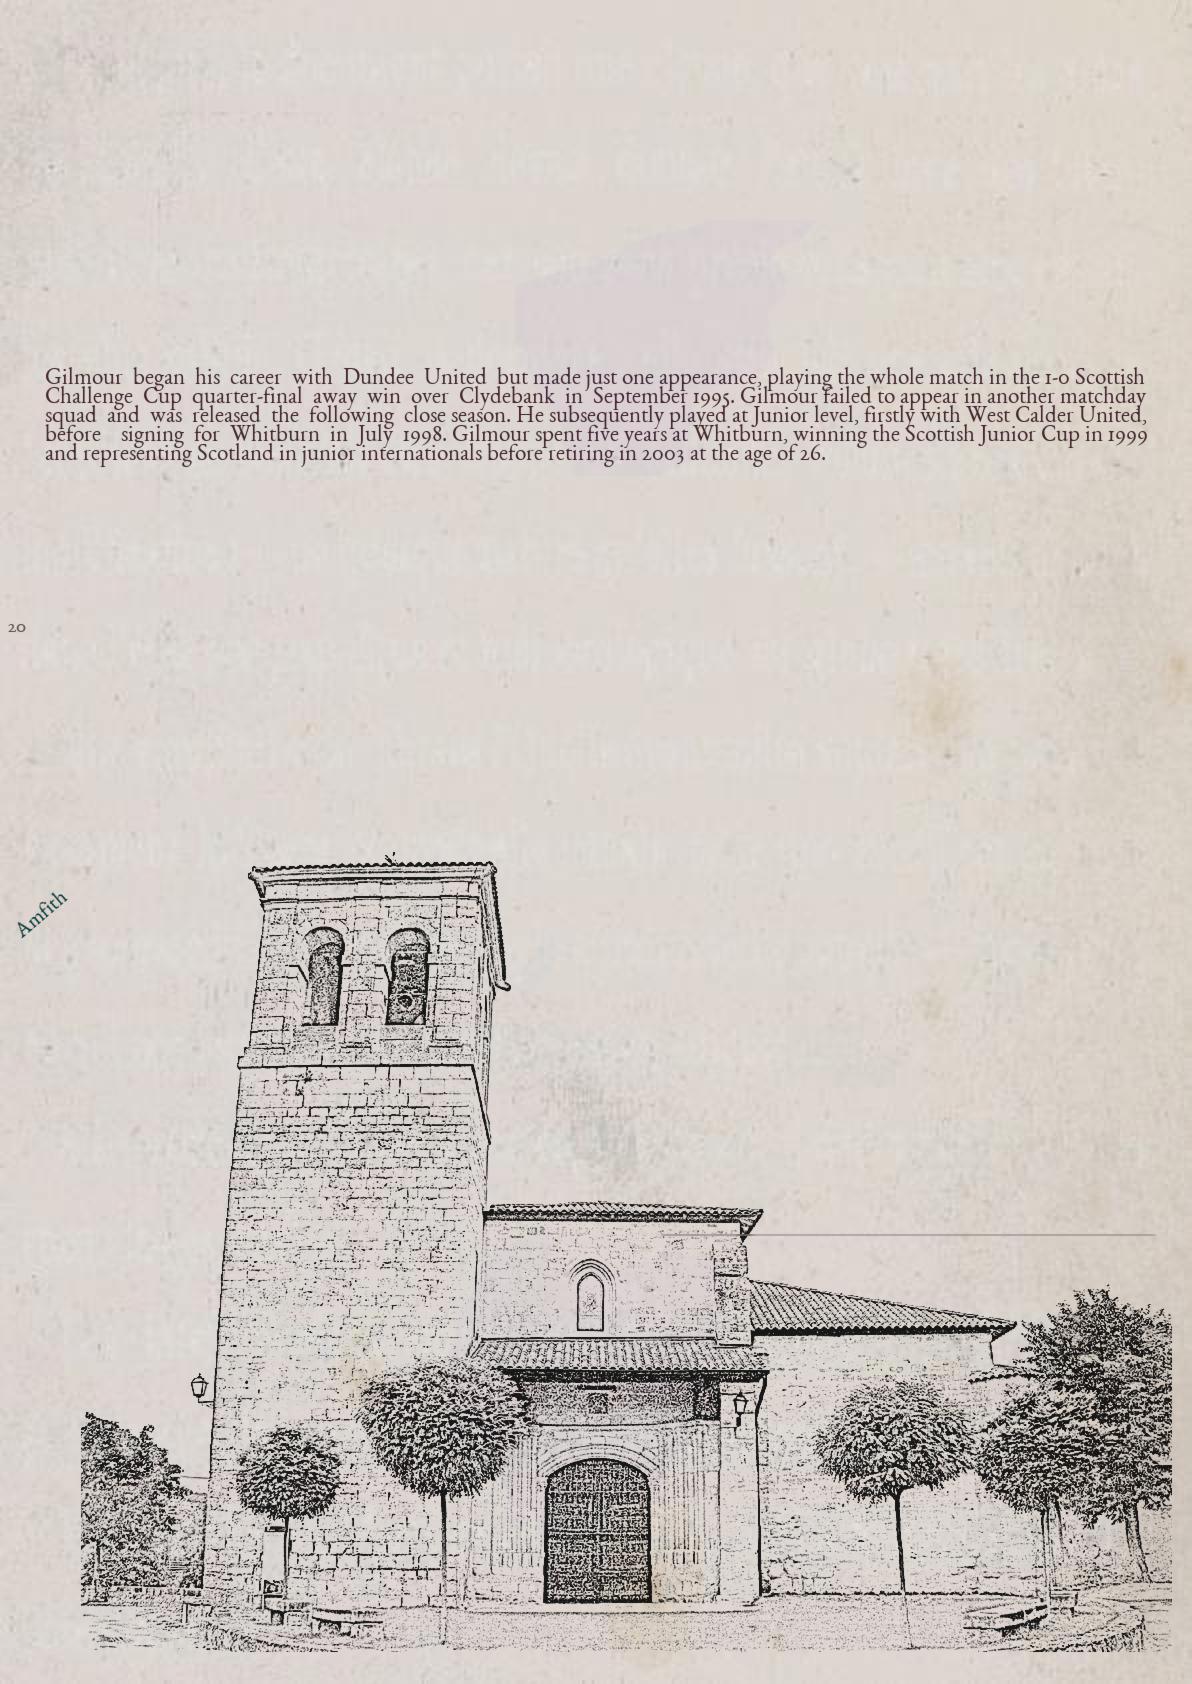 Gilmour began his career with Dundee United but made just one appearance, playing the whole match in the 1-0 Scottish
Challenge Cup quarter-final away win over Clydebank in September 1995. Gilmour failed to appear in another matchday
squad and was released the following close season. He subsequently played at Junior level, firstly with West Calder United,
before signing for Whitburn in July 1998. Gilmour spent five years at Whitburn, winning the Scottish Junior Cup in 1999
and representing Scotland in junior internationals before retiring in 2003 at the age of 26.
20
Amfith